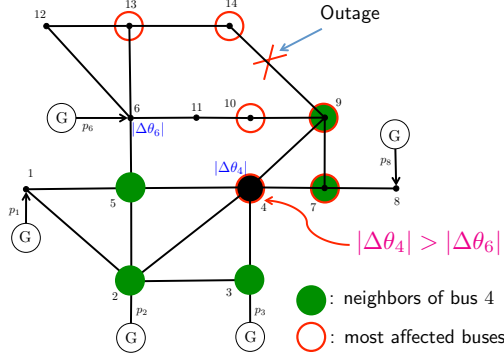 Outage
12
13
14
G
p₆
6
|Δθ₆|
11
10
9
G
p₈
|Δθ₄|
1
5
4
7
8
p₁
G
|Δθ₄| > |Δθ₆|
2
3
p₂
p₃
G
G
: neighbors of bus 4
: most affected buses